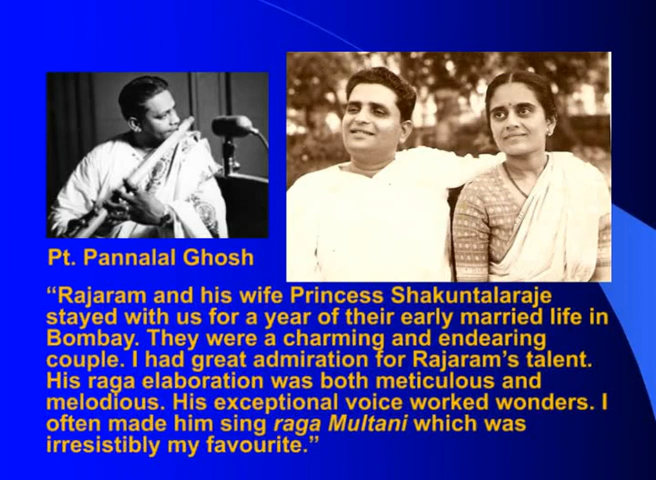 Pt. Pannalal Ghosh
“Rajaram and his wife Princess Shakuntalaraje
stayed with us for a year of their early married life in
Bombay. They were a charming and endearing
couple. I had great admiration for Rajaram’s talent.
His raga elaboration was both meticulous and
melodious. His exceptional voice worked wonders. I
often made him sing raga Multani which was
irresistibly my favourite.”